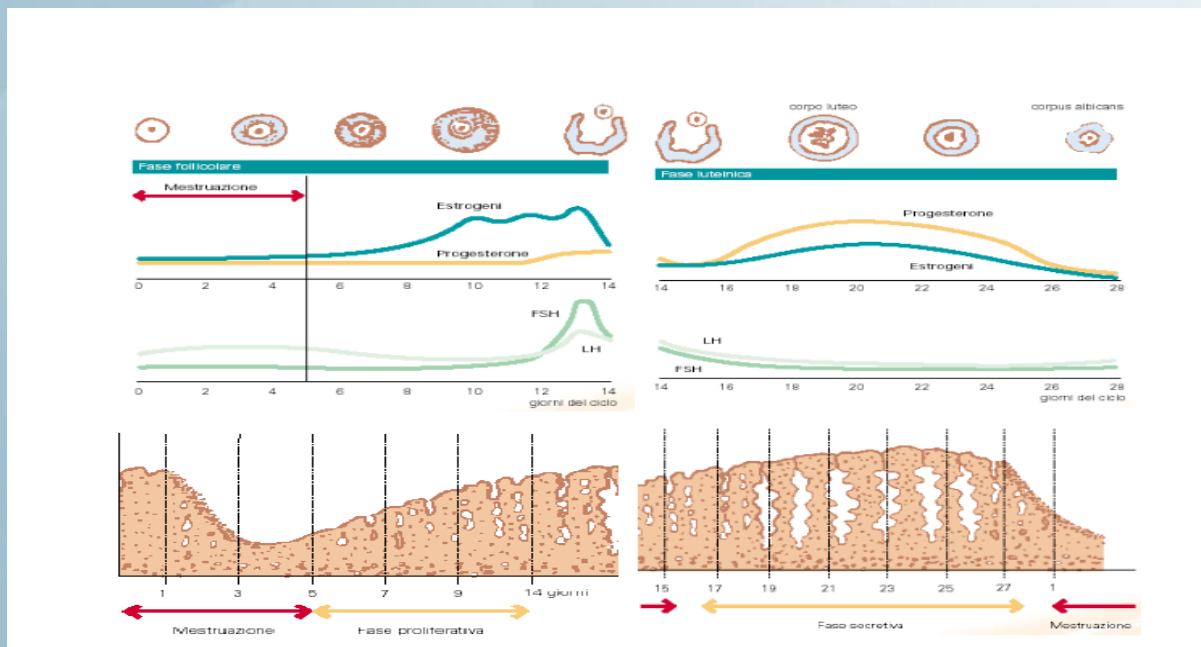 corpo luteo
corpus albicans
Fase follicolare
Fase luteinica
Mestruazione
Estrogeni
Progesterone
0 2 4 6 8 10 12 14
Progesterone
Estrogeni
14 16 18 20 22 24 26 28
FSH
LH
0 2 4 6 8 10 12 14
giorni del ciclo
LH
FSH
14 16 18 20 22 24 26 28
giorni del ciclo
1 3 5 7 9 14 giorni
Mestruazione
Fase proliferativa
15 17 19 21 23 25 27 1
Fase secretiva
Mestruazione